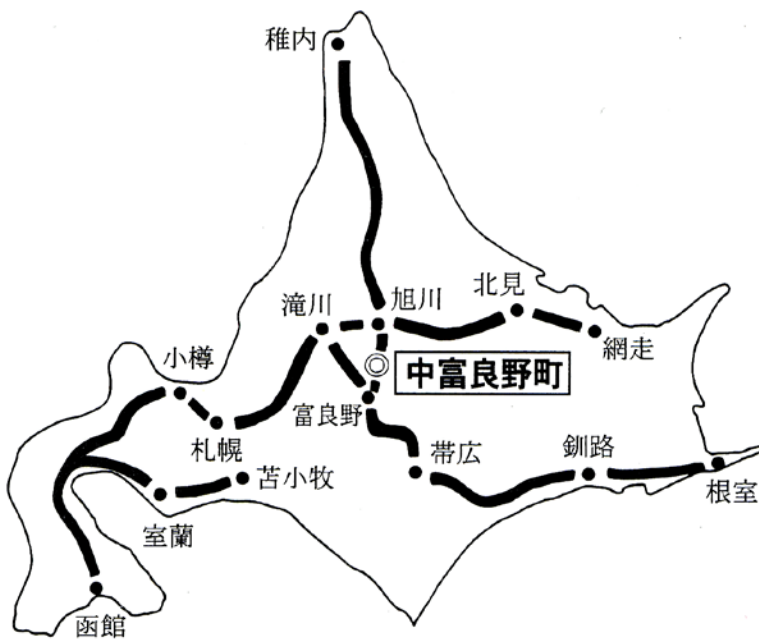 稚内
北見
旭川
滝川
網走
小樽
中富良野町
富良野
札幌
帯広
釧路
苫小牧
根室
室蘭
函館